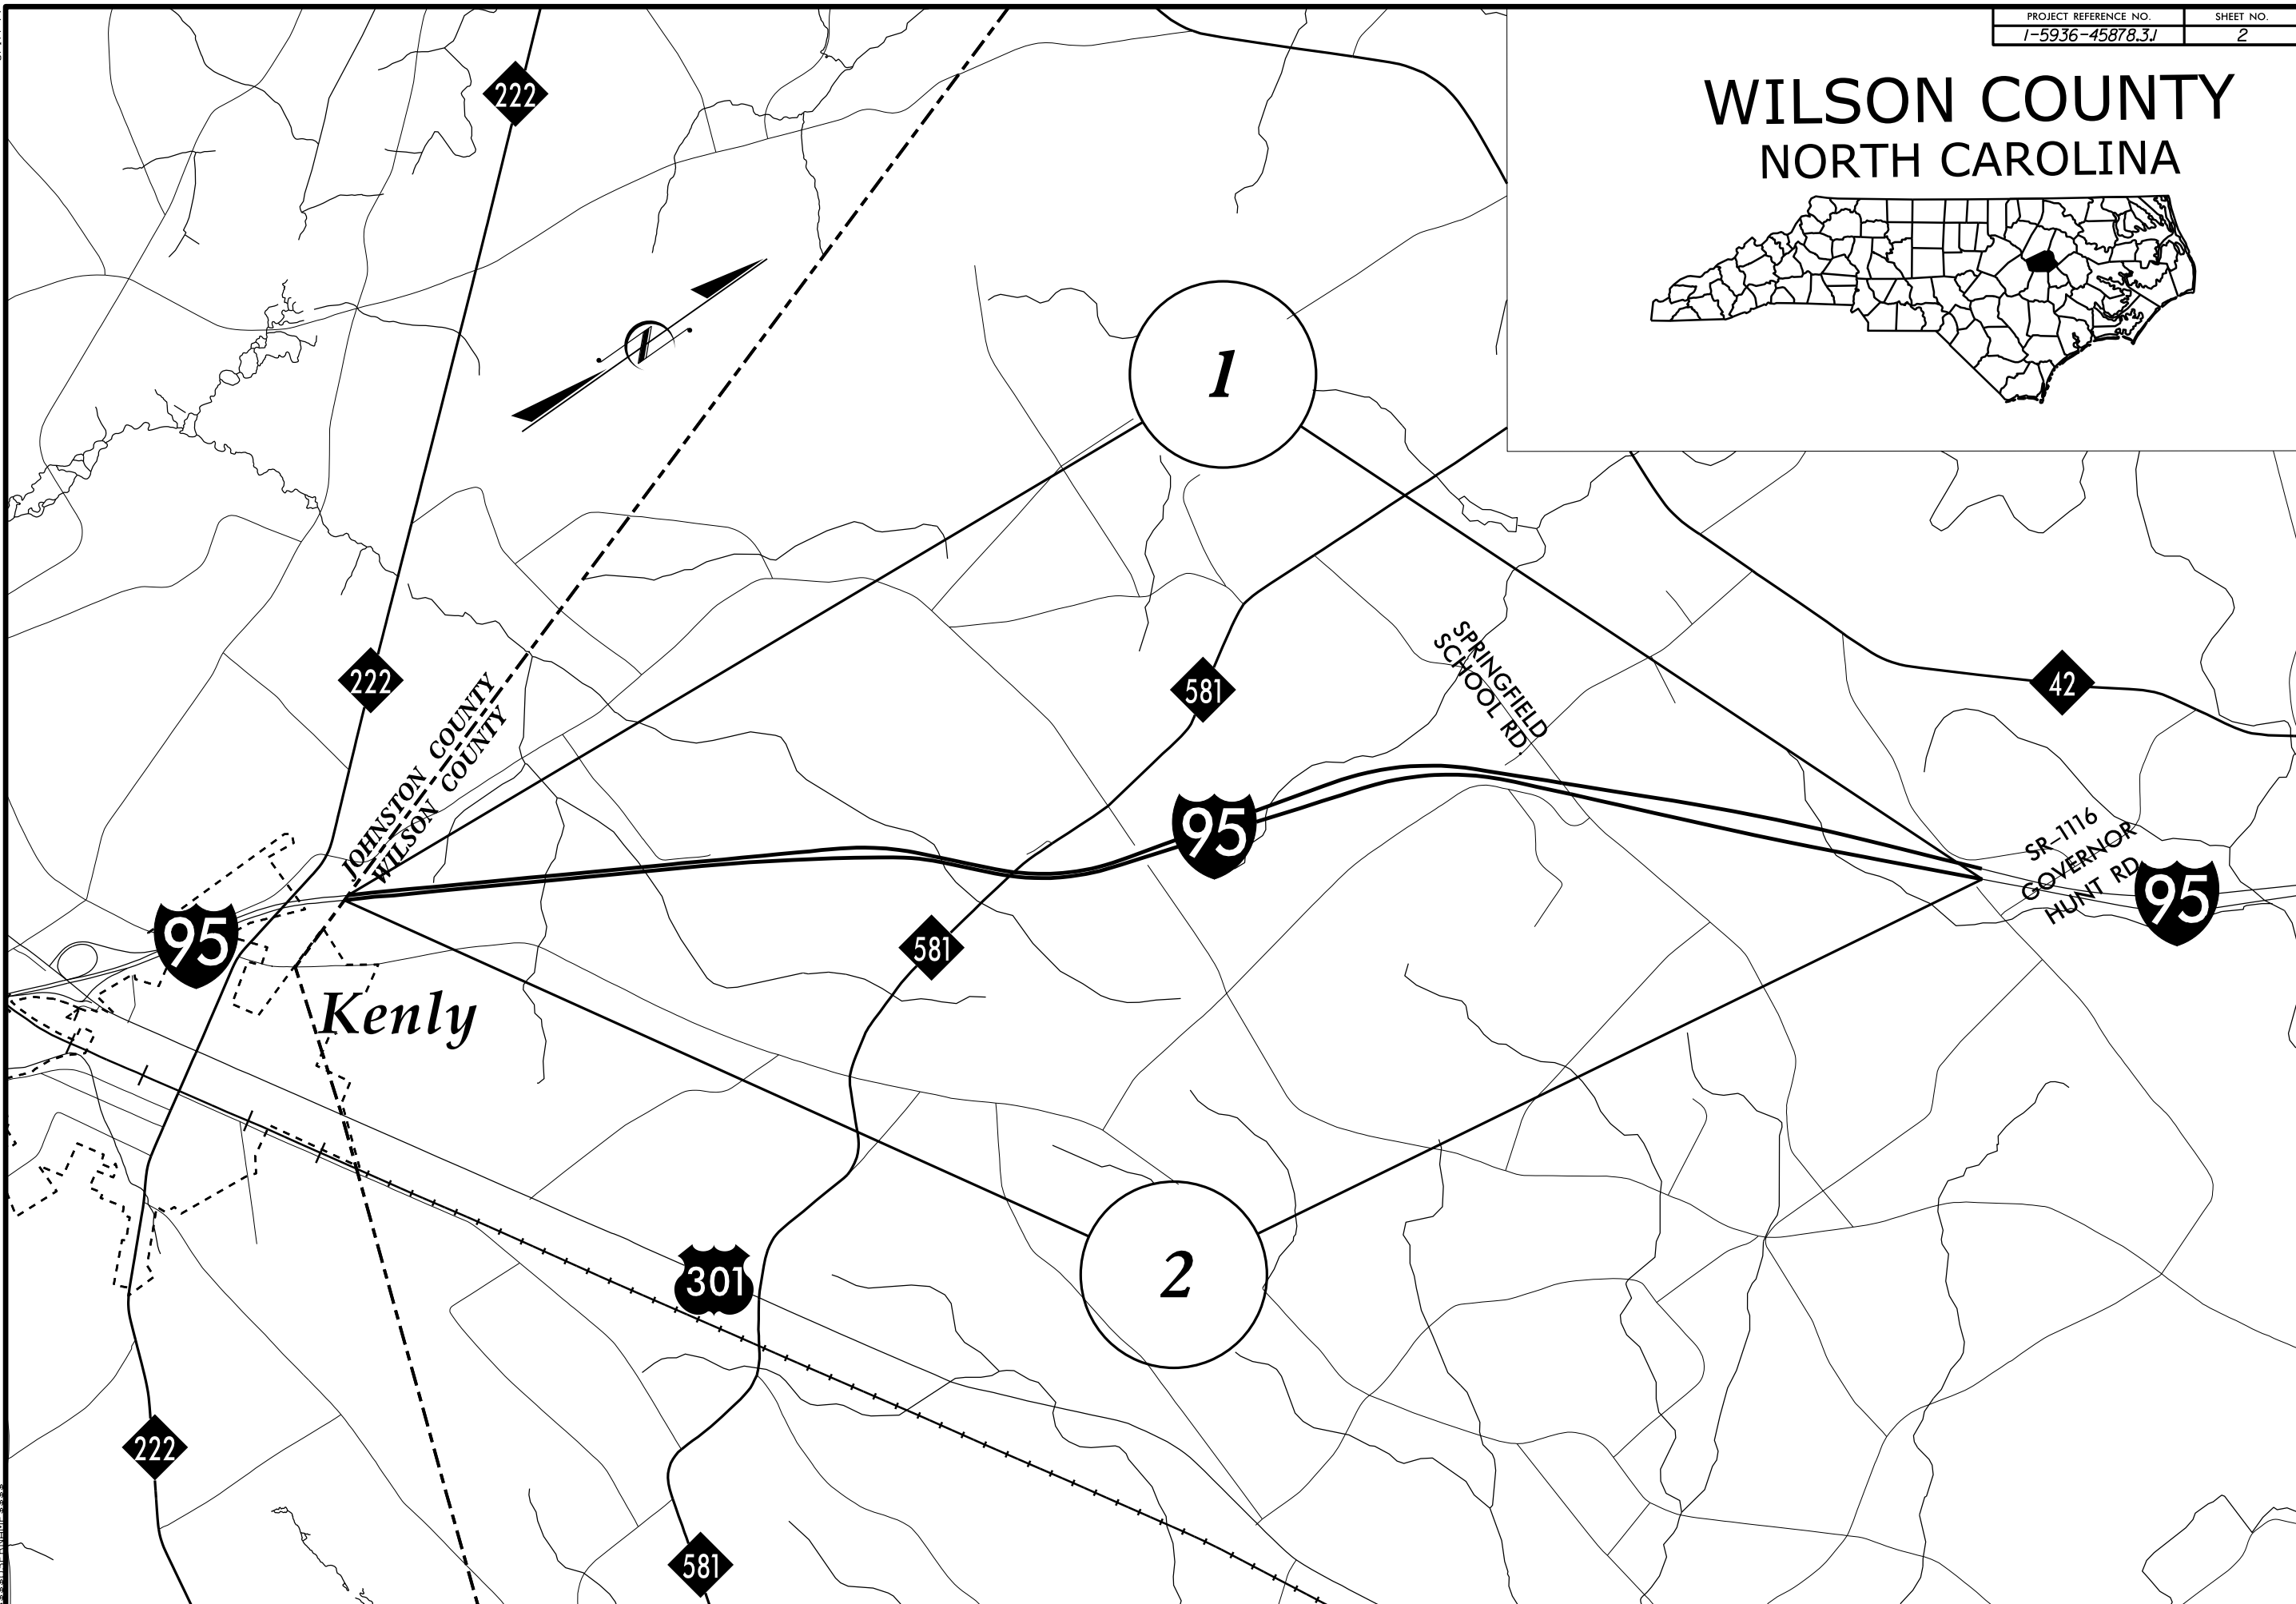 PROJECT REFERENCE NO.
SHEET NO.
I-5936-45878.3.1
2
WILSON COUNTY
NORTH CAROLINA
222
1
222
581
SPRINGFIELD
SCHOOL RD.
42
JOHNSTON COUNTY
WILSON COUNTY
95
SR-1116
GOVERNOR
HUNT RD.
95
95
581
Kenly
2
301
222
581